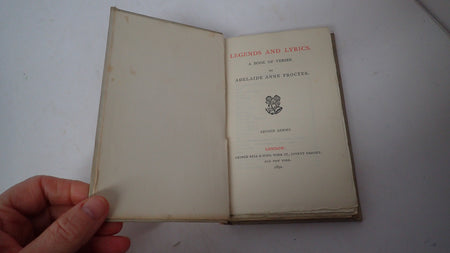 LEGENDS AND LYRICS.
A BOOK OF VERSES
BY
ADELAIDE ANNE PROCTER.
SECOND SERIES
LONDON:
GEORGE BELL & SONS, YORK ST., COVENT GARDEN,
AND NEW YORK.